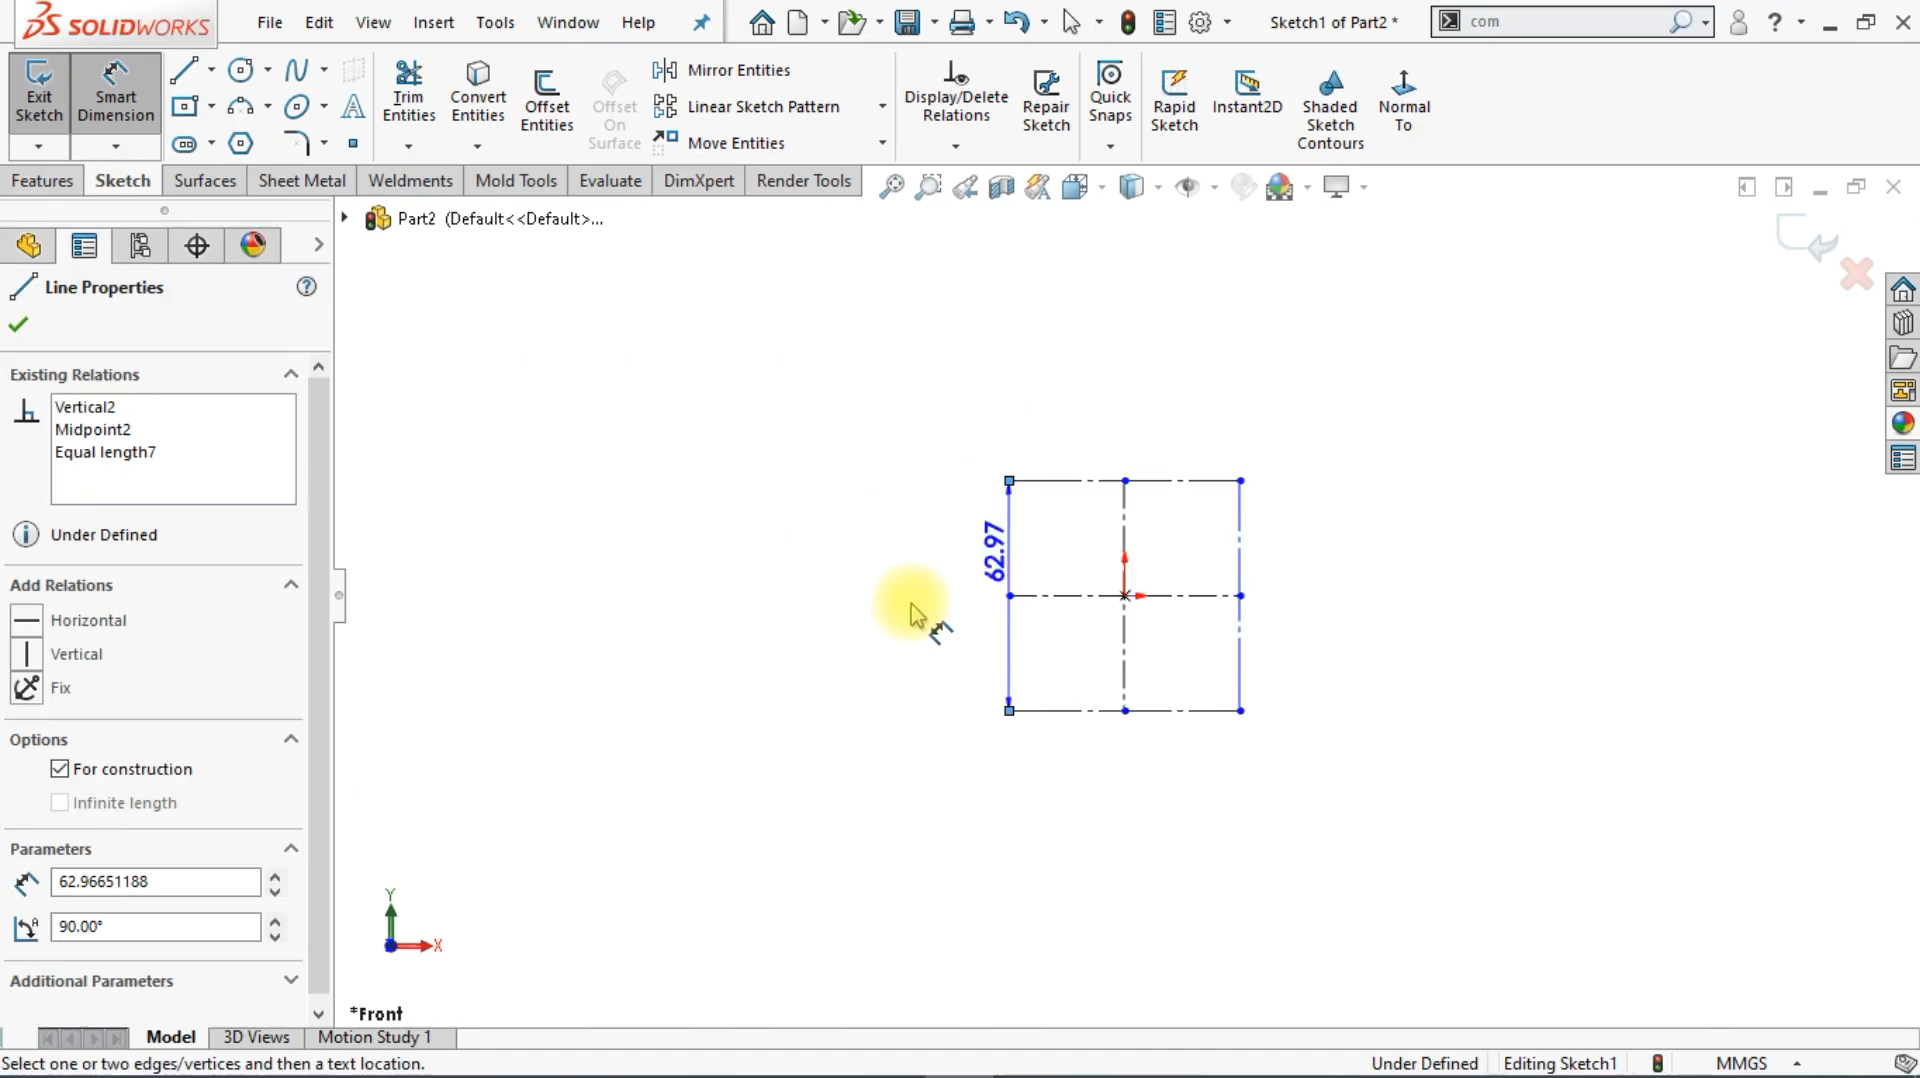 SOLIDWORKS
File
Edit
View
Insert
Tools
Window
Help
Sketch1 of Part2 *
com
?
Exit
Sketch
Smart
Dimension
Trim
Entities
Convert
Entities
Offset
Entities
Offset
On
Surface
Mirror Entities
Linear Sketch Pattern
Move Entities
Display/Delete
Relations
Repair
Sketch
Quick
Snaps
Rapid
Sketch
Instant2D
Shaded
Sketch
Contours
Normal
To
Features
Sketch
Surfaces
Sheet Metal
Weldments
Mold Tools
Evaluate
DimXpert
Render Tools
Part2 (Default<<Default>...
Line Properties
?
Existing Relations
Vertical2
Midpoint2
Equal length7
Under Defined
Add Relations
Horizontal
Vertical
Fix
Options
For construction
Infinite length
Parameters
62.96651188
90.00°
Additional Parameters
62.97
Y
X
*Front
Model
3D Views
Motion Study 1
Select one or two edges/vertices and then a text location.
Under Defined
Editing Sketch1
MMGS